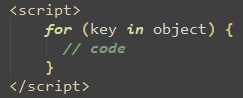 <script>
for (key in object) {
// code
}
</script>